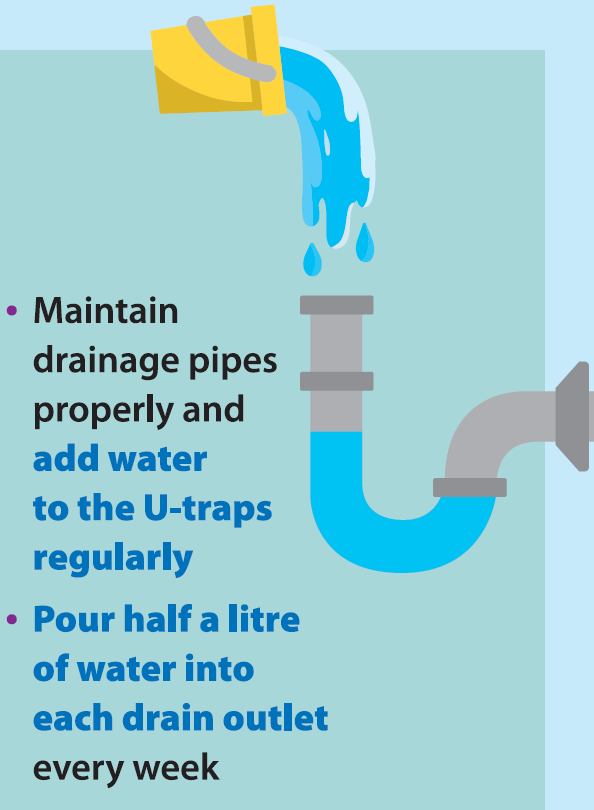 • Maintain
drainage pipes
properly and
add water
to the U-traps
regularly
• Pour half a litre
of water into
each drain outlet
every week